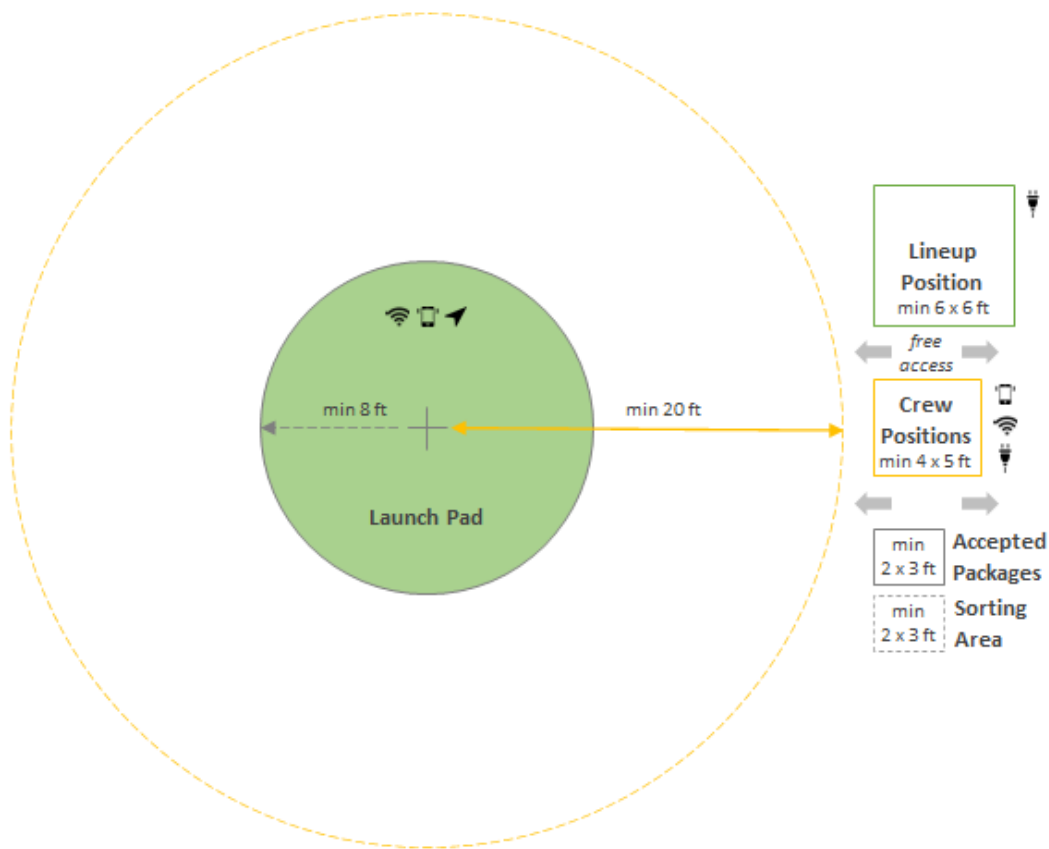 Lineup
Position
min 6 x 6 ft
free
access
min 8 ft
min 20 ft
Crew
Positions
min 4 x 5 ft
Launch Pad
min
2 x 3 ft
Accepted
Packages
min
2 x 3 ft
Sorting
Area